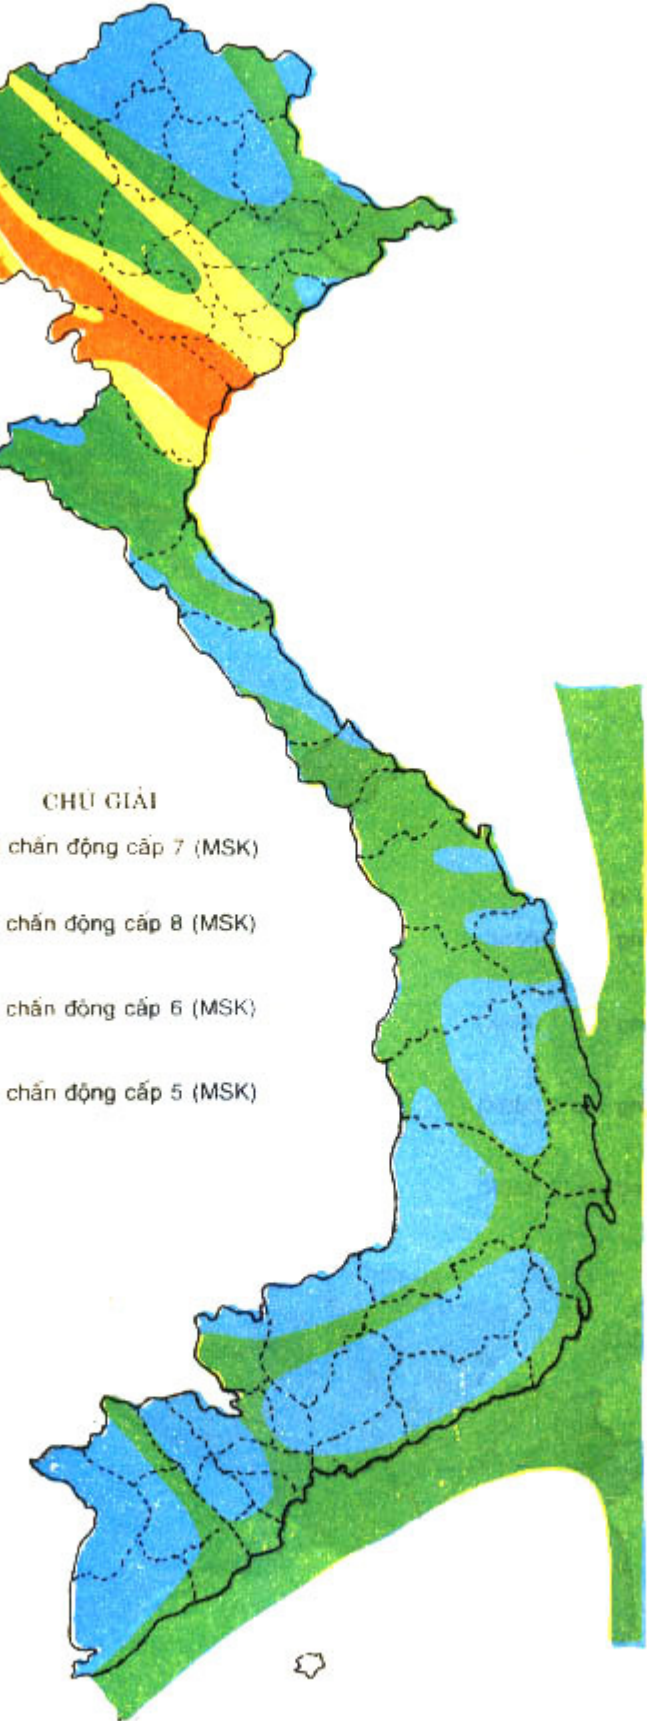 CHÚ GIẢI
chấn động cấp 7 (MSK)
chấn động cấp 8 (MSK)
chấn động cấp 6 (MSK)
chấn động cấp 5 (MSK)